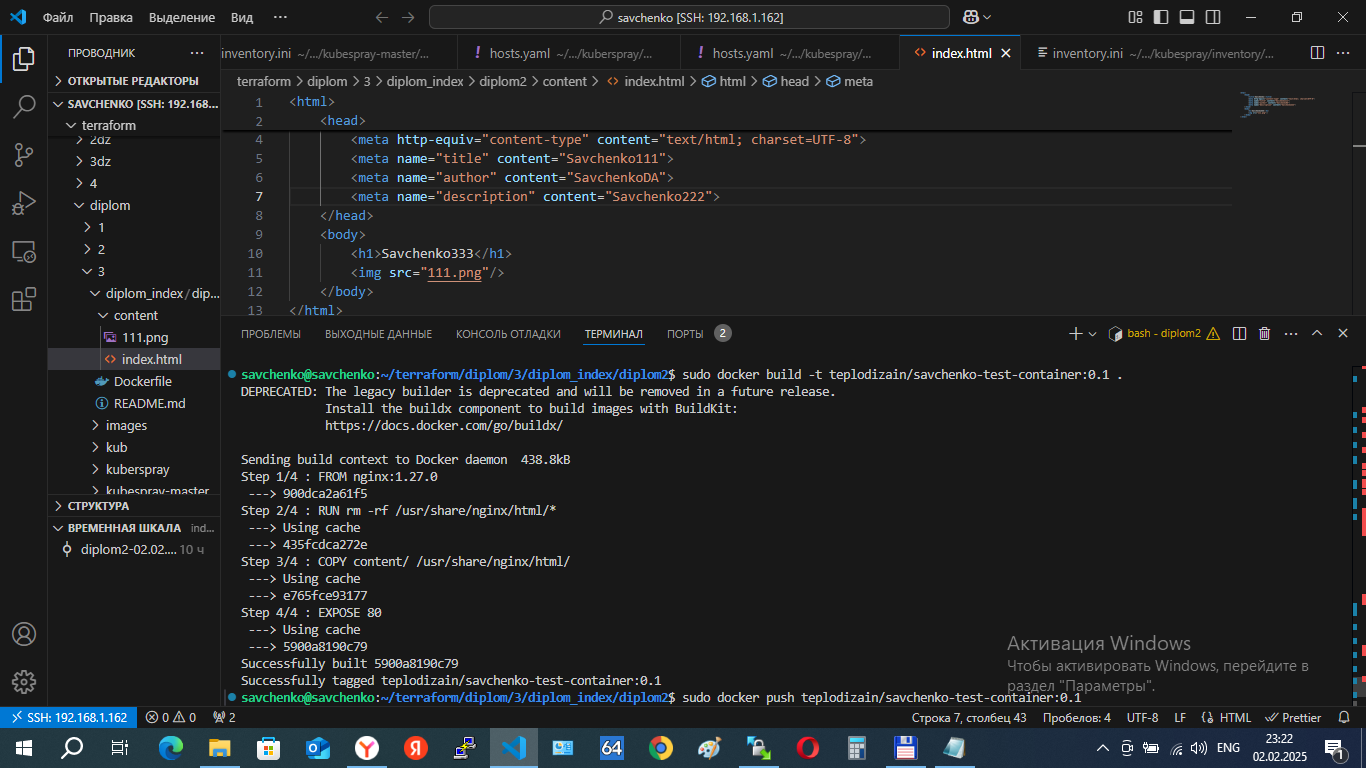 Файл Правка Выделение Вид ··· savchenko [SSH: 192.168.1.162]
ПРОВОДНИК ···
ОТКРЫТЫЕ РЕДАКТОРЫ
SAVCHENKO [SSH: 192.168....
terraform
2dz
3dz
4
diplom
1
2
3
diplom_index / dip...
content
111.png
index.html
Dockerfile
README.md
images
kub
kuberspray
kubespray-master
СТРУКТУРА
ВРЕМЕННАЯ ШКАЛА ind...
diplom2-02.02.... 10 ч
inventory.ini ~/.../kubespray-master/...
hosts.yaml ~/.../kuberspray/...
hosts.yaml ~/.../kubespray/...
index.html
inventory.ini ~/.../kubespray/inventory/...
terraform > diplom > 3 > diplom_index > diplom2 > content > index.html > html > head > meta
1 <html>
2 <head>
4 <meta http-equiv="content-type" content="text/html; charset=UTF-8">
5 <meta name="title" content="Savchenko111">
6 <meta name="author" content="SavchenkoDA">
7 <meta name="description" content="Savchenko222">
8 </head>
9 <body>
10 <h1>Savchenko333</h1>
11 <img src="111.png"/>
12 </body>
13 </html>
ПРОБЛЕМЫ ВЫХОДНЫЕ ДАННЫЕ КОНСОЛЬ ОТЛАДКИ ТЕРМИНАЛ ПОРТЫ 2
bash - diplom2
savchenko@savchenko:~/terraform/diplom/3/diplom_index/diplom2$ sudo docker build -t teplodizain/savchenko-test-container:0.1 .
DEPRECATED: The legacy builder is deprecated and will be removed in a future release.
Install the buildx component to build images with BuildKit:
https://docs.docker.com/go/buildx/
Sending build context to Docker daemon  438.8kB
Step 1/4 : FROM nginx:1.27.0
---> 900dca2a61f5
Step 2/4 : RUN rm -rf /usr/share/nginx/html/*
---> Using cache
---> 435fcdca272e
Step 3/4 : COPY content/ /usr/share/nginx/html/
---> Using cache
---> e765fce93177
Step 4/4 : EXPOSE 80
---> Using cache
---> 5900a8190c79
Successfully built 5900a8190c79
Successfully tagged teplodizain/savchenko-test-container:0.1
savchenko@savchenko:~/terraform/diplom/3/diplom_index/diplom2$ sudo docker push teplodizain/savchenko-test-container:0.1
Активация Windows
Чтобы активировать Windows, перейдите в
раздел "Параметры".
SSH: 192.168.1.162 0 0 2 Строка 7, столбец 43 Пробелов: 4 UTF-8 LF HTML Prettier
64 ENG 23:22
02.02.2025 1